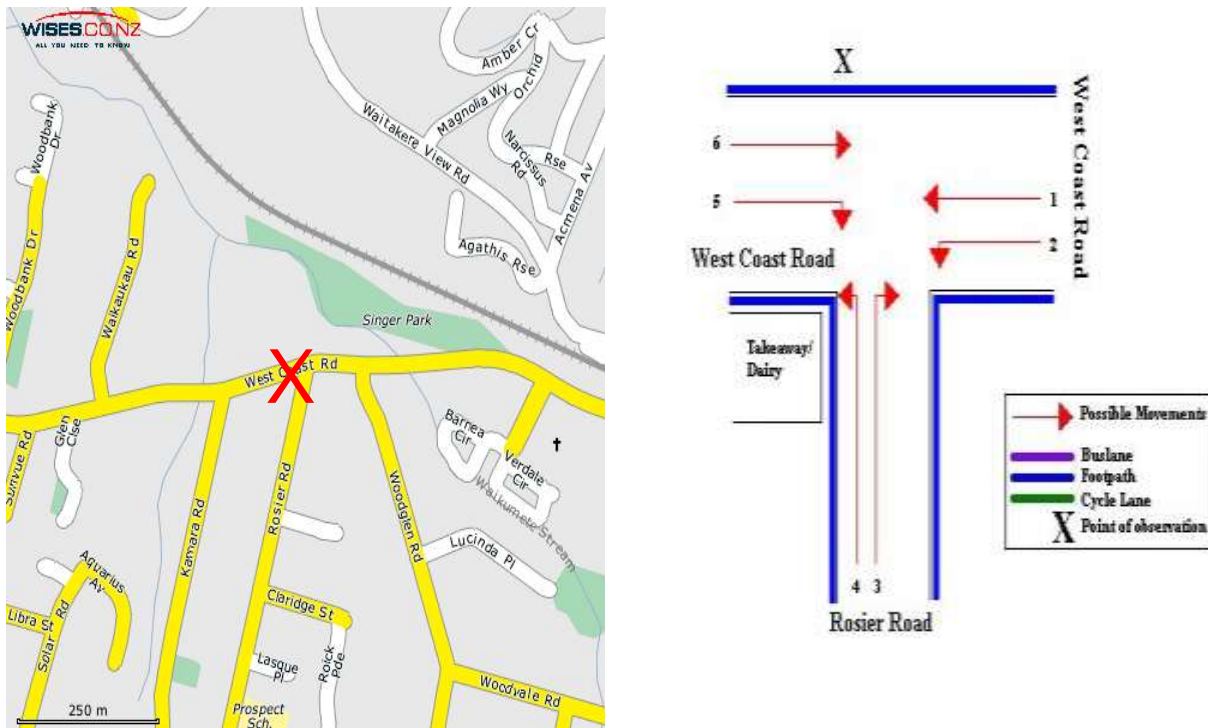 WISES.CO.NZ
ALL YOU NEED TO KNOW
Amber Cr
Orchid
Magnolia Wy
Woodbank
Dr
Waitakere View Rd
Narcissus
Rd
Rse
Acmena Av
Woodbank Dr
Waikaukau Rd
Agathis Rse
Singer Park
West Coast Rd
X
Glen
Clse
Sunvue Rd
Barrea
Cir
Verdale
Cir
Waikumete Stream
Kamara Rd
Rosier Rd
Woodglen Rd
Lucinda Pl
Aquarius
Av
Claridge St
Libra St
Solar Rd
Lasque
Pl
Roick
Pde
Woodvale Rd
Prospect
Sch.
250 m
X
West Coast Road
6
5
1
2
West Coast Road
Takeaway/
Dairy
4 3
Rosier Road
Possible Movements
Buslane
Footpath
Cycle Lane
X Point of observation